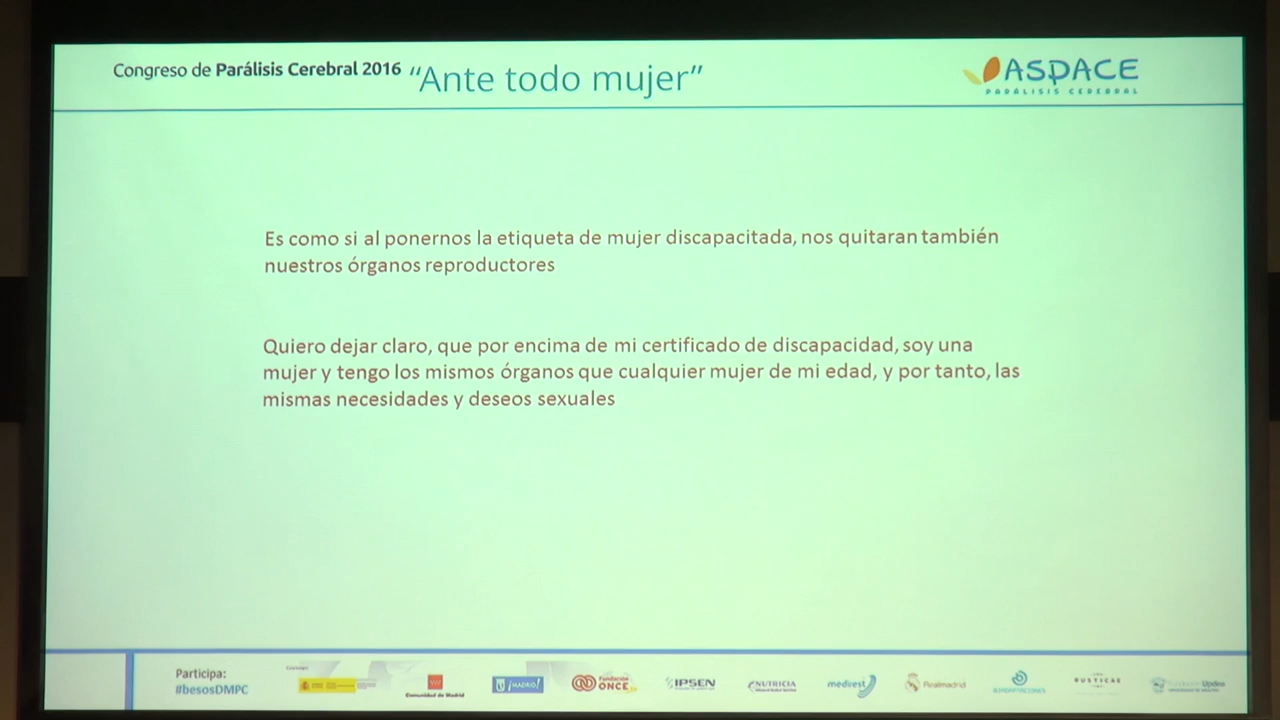 Congreso de Parálisis Cerebral 2016 “Ante todo mujer”
ASPACE
PARÁLISIS CEREBRAL
Es como si al ponernos la etiqueta de mujer discapacitada, nos quitaran también
nuestros órganos reproductores
Quiero dejar claro, que por encima de mi certificado de discapacidad, soy una
mujer y tengo los mismos órganos que cualquier mujer de mi edad, y por tanto, las
mismas necesidades y deseos sexuales
Participa:
#besosDMPC
Comunidad de Madrid
¡MADRID!
Fundación
ONCE
IPSEN
NUTRICIA
medirest
Realmadrid
RUSTICAE